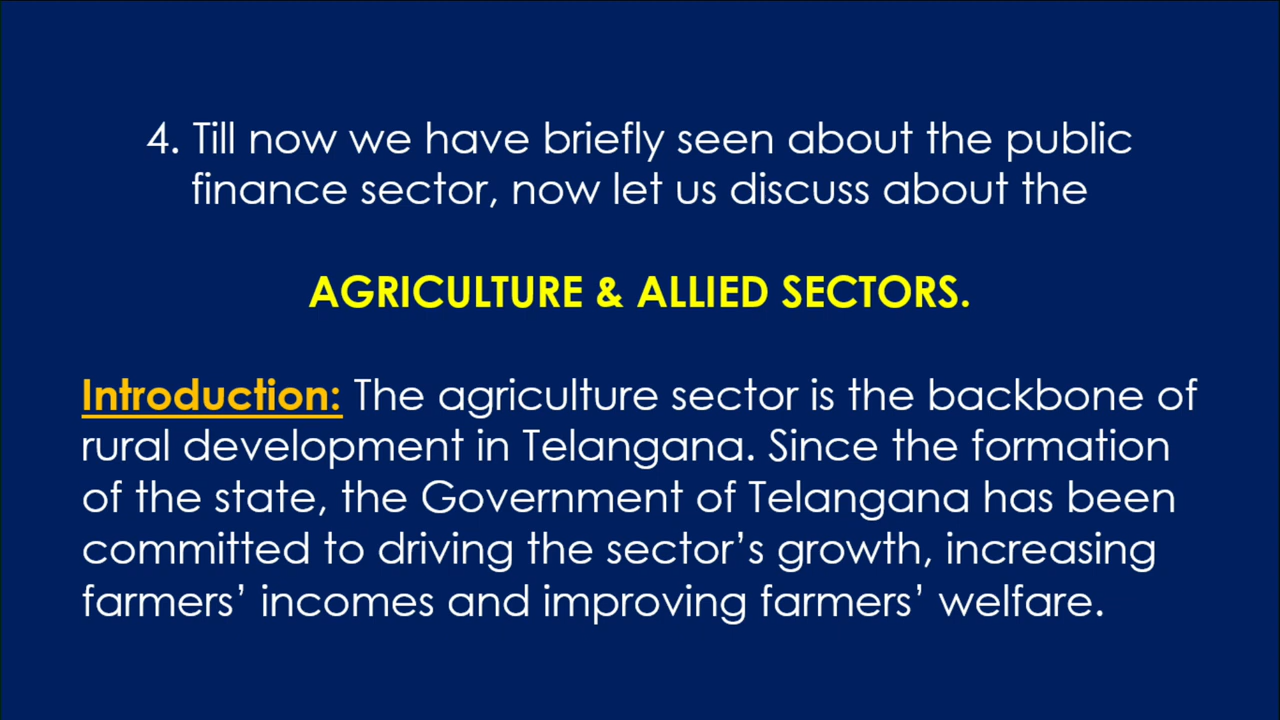 4. Till now we have briefly seen about the public
finance sector, now let us discuss about the
AGRICULTURE & ALLIED SECTORS.
Introduction: The agriculture sector is the backbone of
rural development in Telangana. Since the formation
of the state, the Government of Telangana has been
committed to driving the sector’s growth, increasing
farmers’ incomes and improving farmers’ welfare.